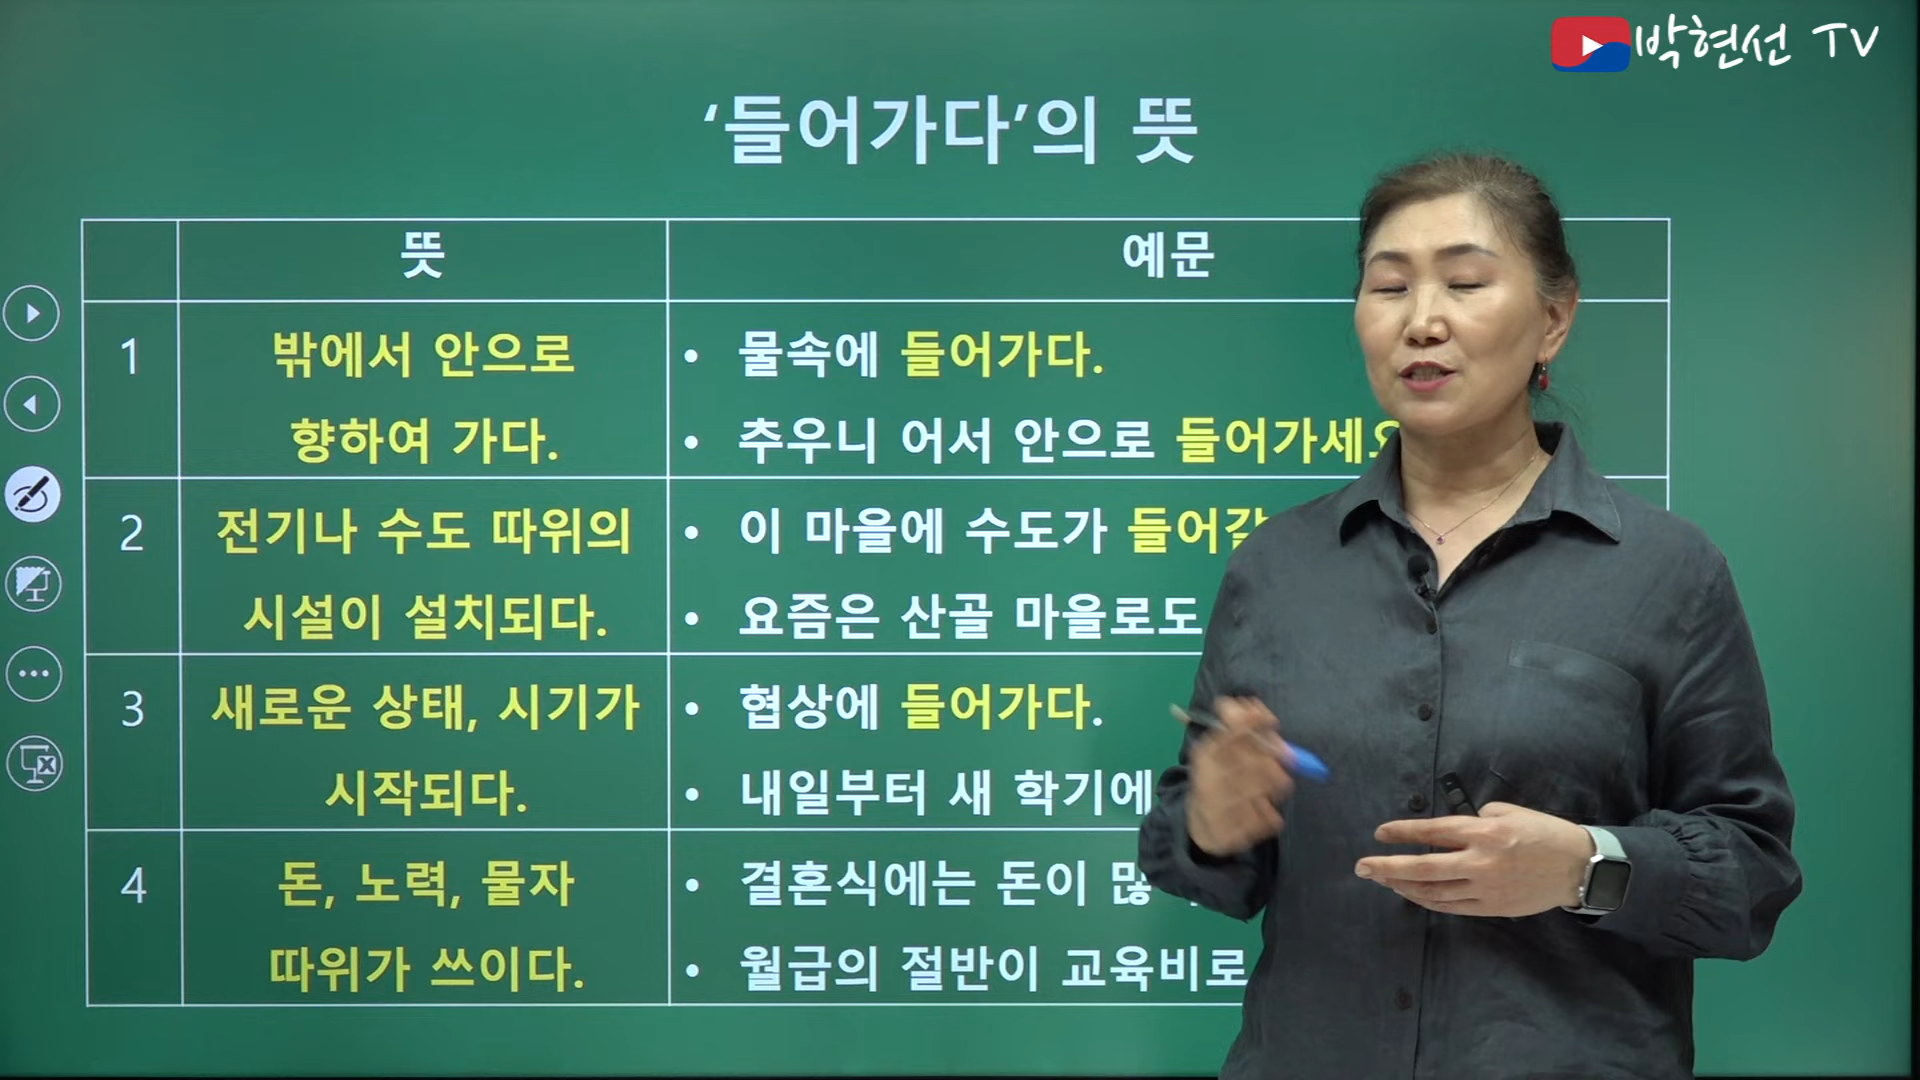 박현선 TV
‘들어가다’의 뜻
뜻
예문
1
밖에서 안으로
향하여 가다.
• 물속에 들어가다.
• 추우니 어서 안으로 들어가세요
2
전기나 수도 따위의
시설이 설치되다.
• 이 마을에 수도가
• 요즘은 산골 마을로도
3
새로운 상태, 시기가
시작되다.
• 협상에 들어가다.
• 내일부터 새 학기에
4
돈, 노력, 물자
따위가 쓰이다.
• 결혼식에는 돈이
• 월급의 절반이 교육비로